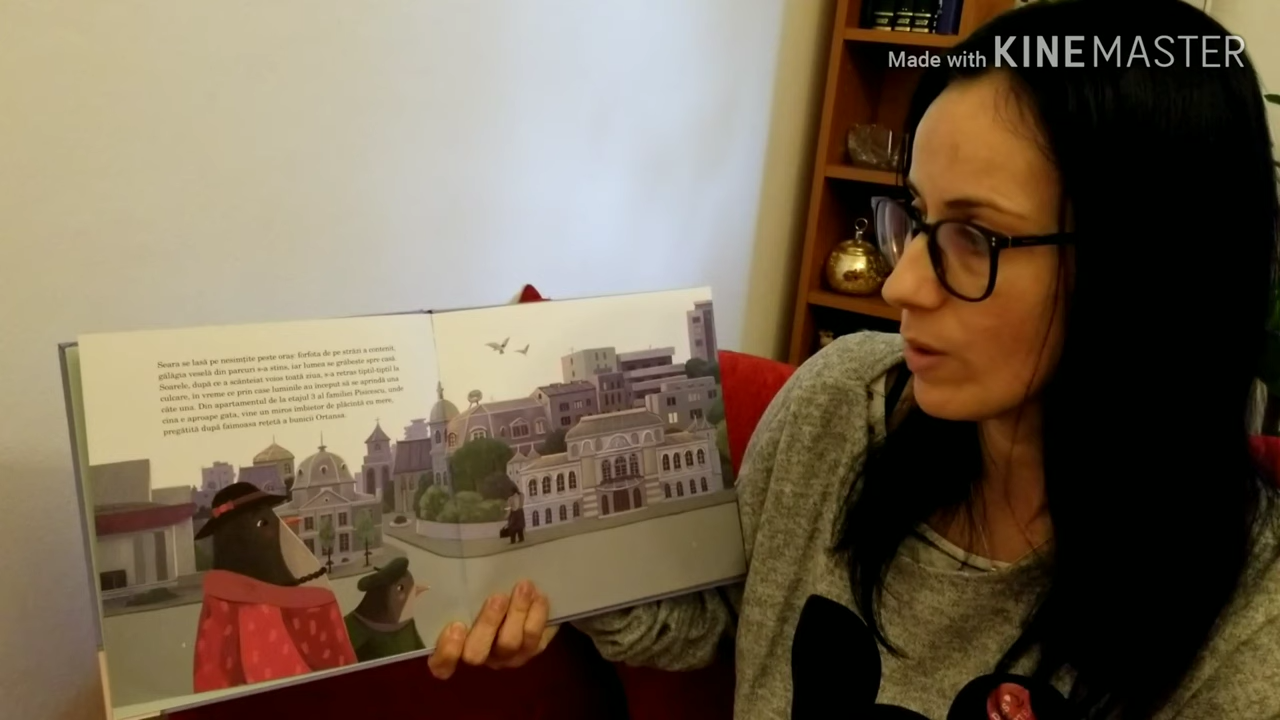 Made with KINEMASTER
Seara se lasă pe nesimțite peste oraș: forfota de pe străzi a contenit,
gălăgia veselă din parcuri s-a stins, iar lumea se grăbește spre casă.
Soarele, după ce a scânteiat voios toată ziua, s-a retras tiptil-tiptil la
culcare, în vreme ce prin case luminile au început să se aprindă una
câte una. Din apartamentul de la etajul 3 al familiei Pisicescu, unde
cina e aproape gata, vine un miros îmbietor de plăcintă cu mere,
pregătită după faimoasa rețetă a bunicii Ortansa.